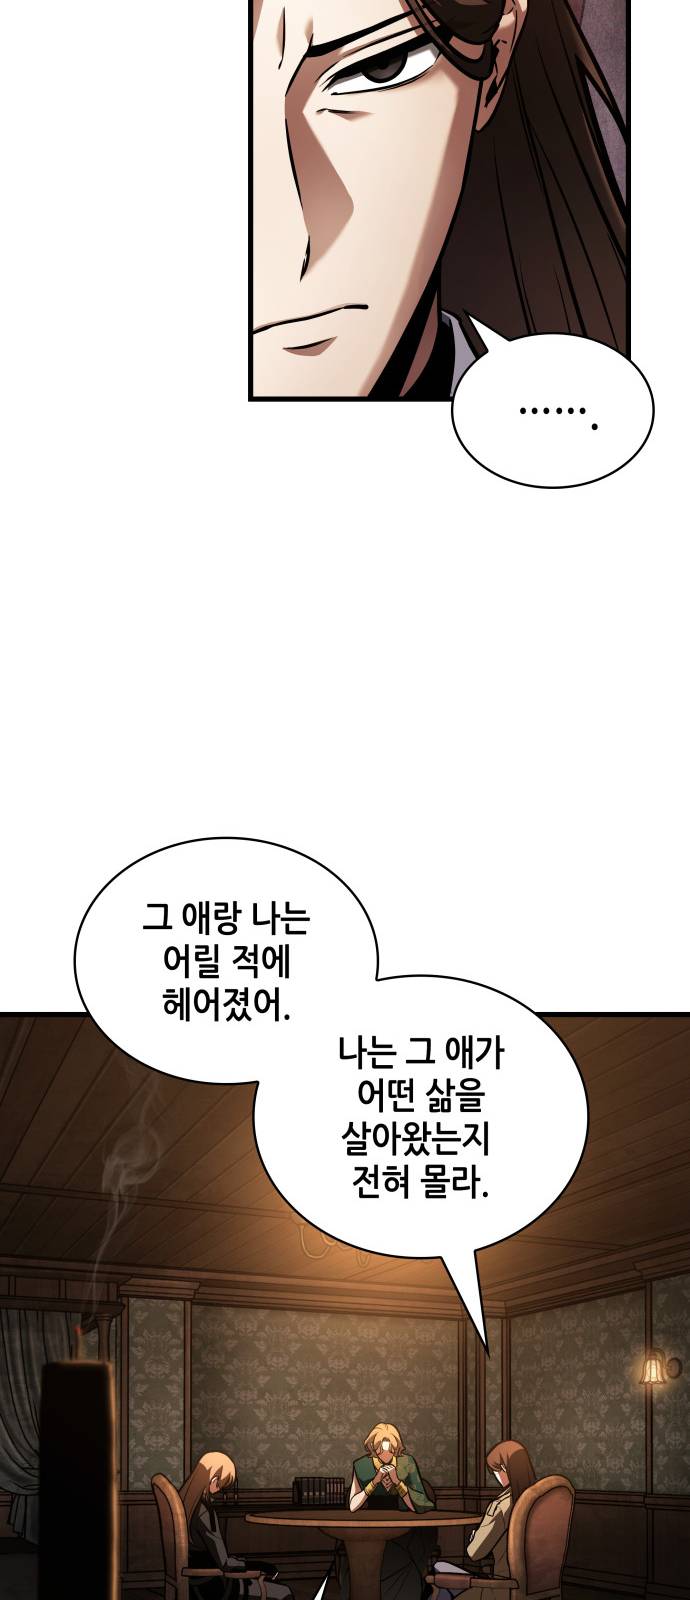 …….
그 애랑 나는
어릴 적에
헤어졌어.
나는 그 애가
어떤 삶을
살아왔는지
전혀 몰라.